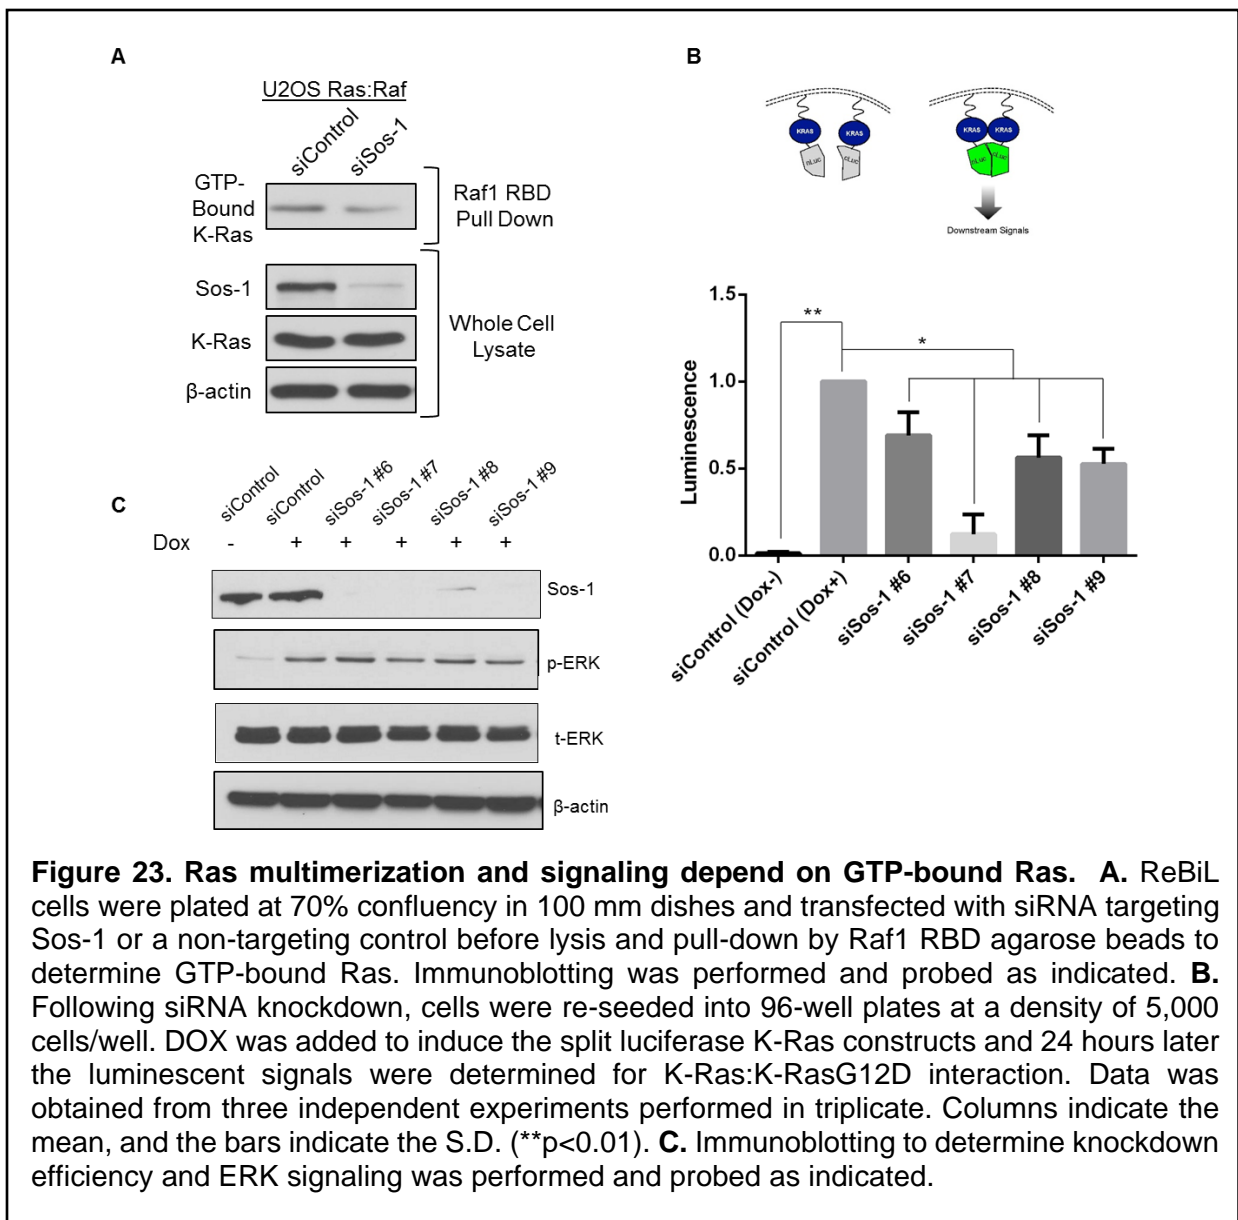 A
U2OS Ras:Raf
siControl
siSos-1
GTP-
Bound
K-Ras
Raf1 RBD
Pull Down
Sos-1
K-Ras
β-actin
Whole Cell
Lysate
B
KRAS
KRAS
nLuc
cLuc
KRAS
KRAS
nLuc
cLuc
Downstream Signals
Luminescence
1.5
1.0
0.5
0.0
**
*
siControl (Dox-)
siControl (Dox+)
siSos-1 #6
siSos-1 #7
siSos-1 #8
siSos-1 #9
C
siControl
siControl
siSos-1 #6
siSos-1 #7
siSos-1 #8
siSos-1 #9
Dox - + + + + +
Sos-1
p-ERK
t-ERK
β-actin
Figure 23. Ras multimerization and signaling depend on GTP-bound Ras. A. ReBiL
cells were plated at 70% confluency in 100 mm dishes and transfected with siRNA targeting
Sos-1 or a non-targeting control before lysis and pull-down by Raf1 RBD agarose beads to
determine GTP-bound Ras. Immunoblotting was performed and probed as indicated. B.
Following siRNA knockdown, cells were re-seeded into 96-well plates at a density of 5,000
cells/well. DOX was added to induce the split luciferase K-Ras constructs and 24 hours later
the luminescent signals were determined for K-Ras:K-RasG12D interaction. Data was
obtained from three independent experiments performed in triplicate. Columns indicate the
mean, and the bars indicate the S.D. (**p<0.01). C. Immunoblotting to determine knockdown
efficiency and ERK signaling was performed and probed as indicated.